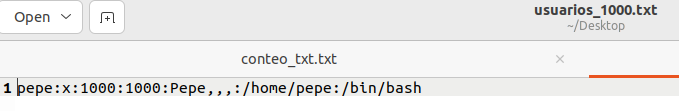 Open
usuarios_1000.txt
~/Desktop
conteo_txt.txt
1 pepe:x:1000:1000:Pepe,,,:/home/pepe:/bin/bash